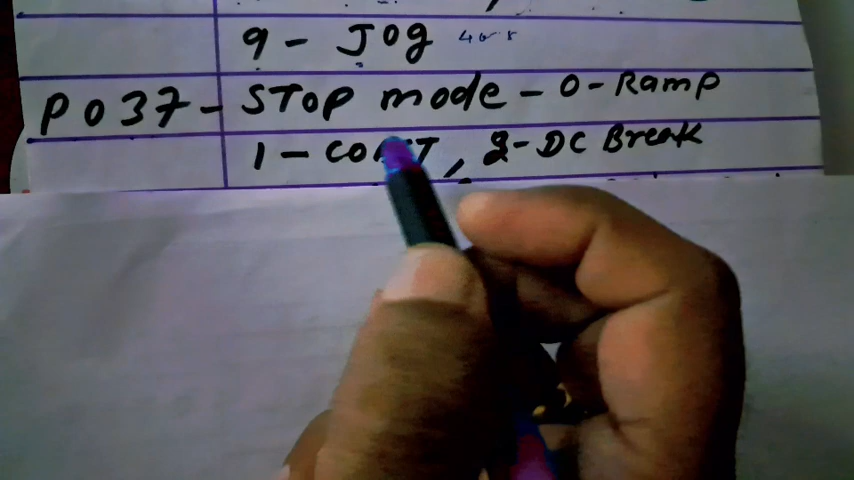 9 - Jog
P037 - STOP mode - 0 - Ramp
1 - , 2 - DC Break